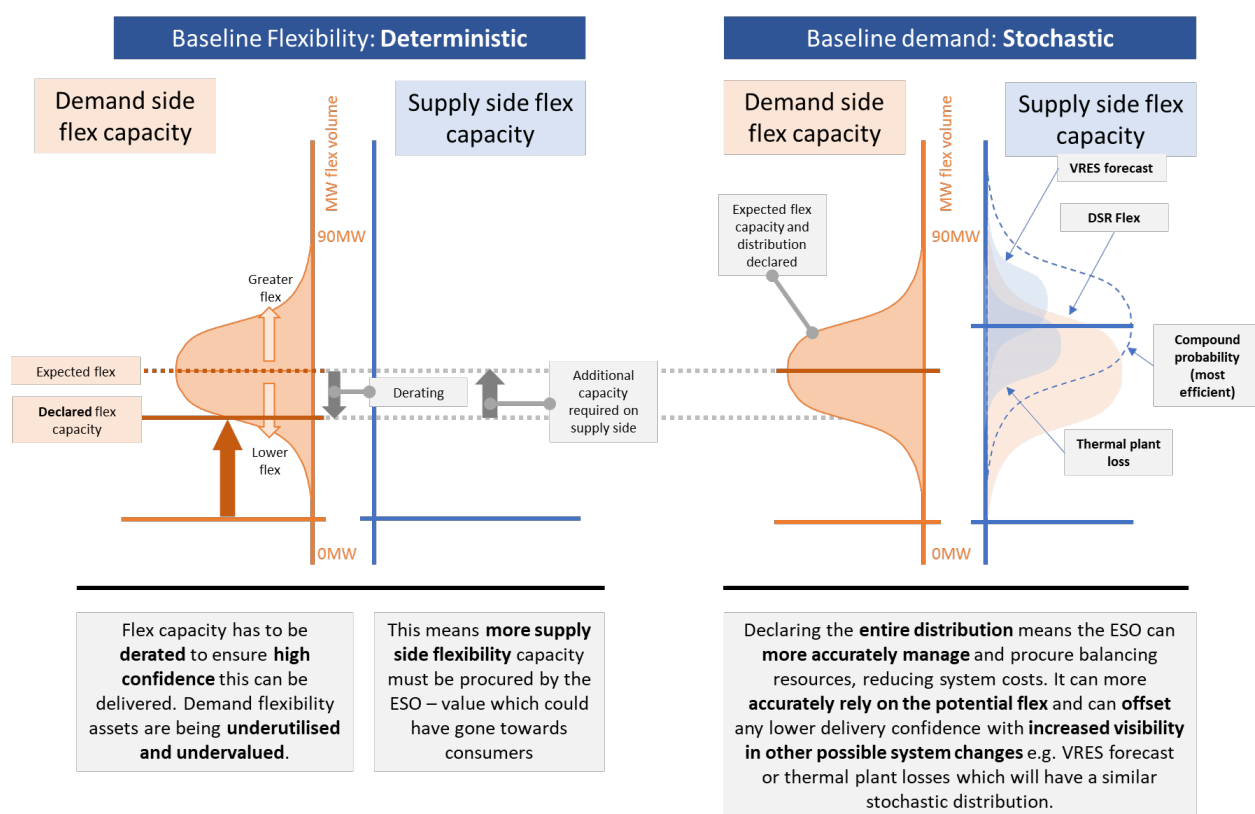 Baseline Flexibility: Deterministic
Demand side
flex capacity
Supply side flex
capacity
MW flex volume
90MW
Greater
flex
Expected flex
Declared flex
capacity
Lower
flex
Derating
Additional
capacity
required on
supply side
0MW
Flex capacity has to be
derated to ensure high
confidence this can be
delivered. Demand flexibility
assets are being underutilised
and undervalued.
This means more supply
side flexibility capacity
must be procured by the
ESO – value which could
have gone towards
consumers
Baseline demand: Stochastic
Demand side
flex capacity
Supply side flex
capacity
MW flex volume
VRES forecast
DSR Flex
Expected flex
capacity and
distribution
declared
90MW
Compound
probability
(most
efficient)
Thermal plant
loss
0MW
Declaring the entire distribution means the ESO can
more accurately manage and procure balancing
resources, reducing system costs. It can more
accurately rely on the potential flex and can offset
any lower delivery confidence with increased visibility
in other possible system changes e.g. VRES forecast
or thermal plant losses which will have a similar
stochastic distribution.